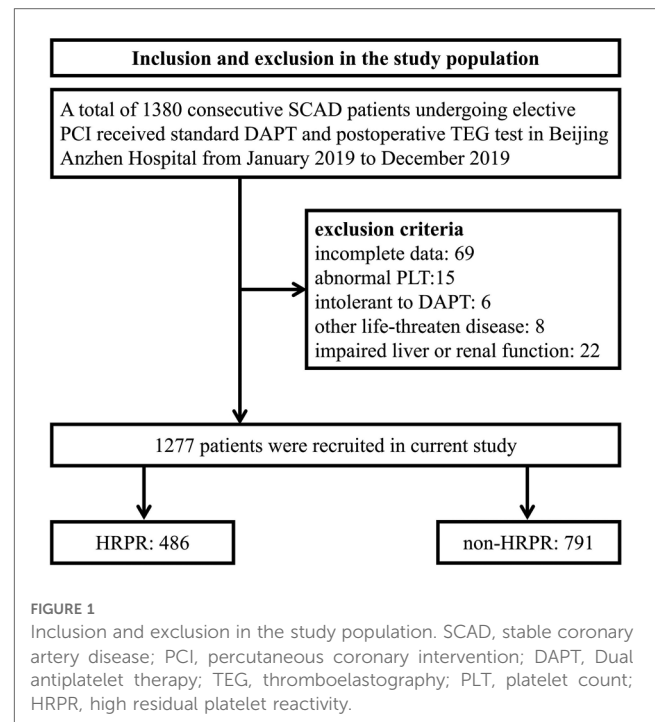 Inclusion and exclusion in the study population
A total of 1380 consecutive SCAD patients undergoing elective
PCI received standard DAPT and postoperative TEG test in Beijing
Anzhen Hospital from January 2019 to December 2019
exclusion criteria
incomplete data: 69
abnormal PLT:15
intolerant to DAPT: 6
other life-threaten disease: 8
impaired liver or renal function: 22
1277 patients were recruited in current study
HRPR: 486
non-HRPR: 791
FIGURE 1
Inclusion and exclusion in the study population. SCAD, stable coronary
artery disease; PCI, percutaneous coronary intervention; DAPT, Dual
antiplatelet therapy; TEG, thromboelastography; PLT, platelet count;
HRPR, high residual platelet reactivity.